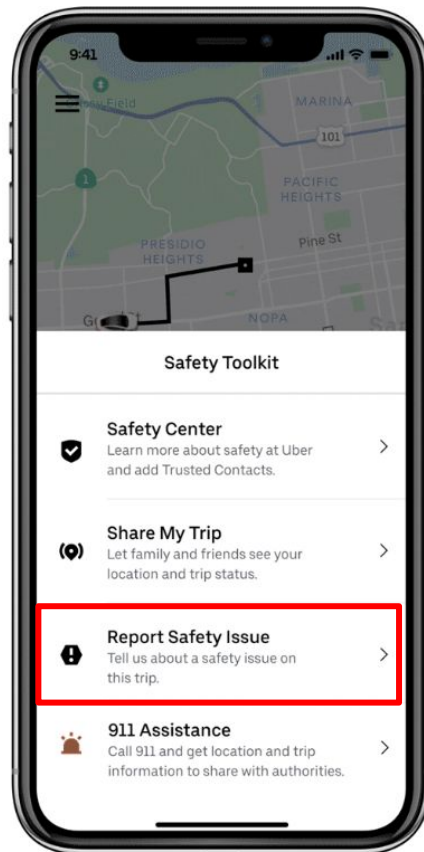 9:41
Field
MARINA
101
1
PACIFIC
HEIGHTS
PRESIDIO
HEIGHTS
Pine St
NOPA
Safety Toolkit
Safety Center
Learn more about safety at Uber
and add Trusted Contacts.
Share My Trip
Let family and friends see your
location and trip status.
Report Safety Issue
Tell us about a safety issue on
this trip.
911 Assistance
Call 911 and get location and trip
information to share with authorities.